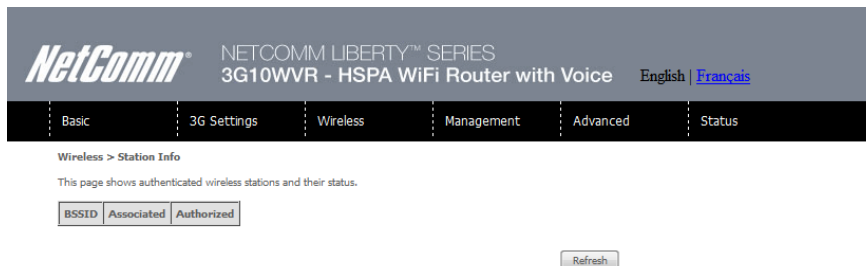 NetComm®
NETCOMM LIBERTY™ SERIES
3G10WVR - HSPA WiFi Router with Voice
English | Français
Basic
3G Settings
Wireless
Management
Advanced
Status
Wireless > Station Info
This page shows authenticated wireless stations and their status.
BSSID Associated Authorized
Refresh